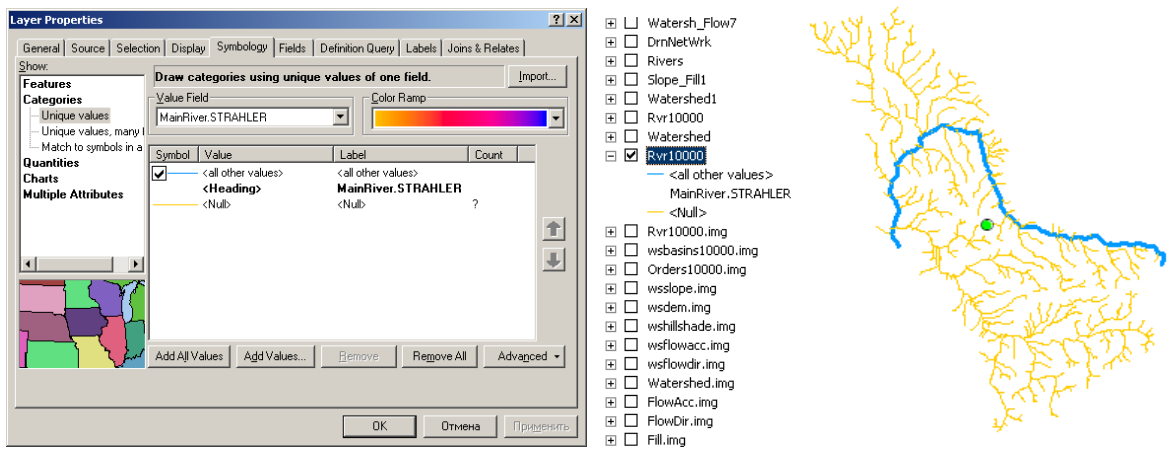 Layer Properties
General Source Selection Display Symbology Fields Definition Query Labels Joins & Relates
Show:
Features
Categories
Unique values
Unique values, many
Match to symbols in a
Quantities
Charts
Multiple Attributes
Draw categories using unique values of one field.
Import...
Value Field
MainRiver.STRAHLER
Color Ramp
Symbol Value Label Count
<all other values> <all other values>
<Heading> MainRiver.STRAHLER
<Null> <Null> ?
Add All Values Add Values... Remove Remove All Advanced
OK Отмена Применить
Watersh_Flow7
DrnNetWrk
Rivers
Slope_Fill1
Watershed1
Rvr10000
Watershed
Rvr10000
<all other values>
MainRiver.STRAHLER
<Null>
Rvr10000.img
wsbasins10000.img
Orders10000.img
wsslope.img
wsdem.img
wshillshade.img
wsflowacc.img
wsflowdir.img
Watershed.img
FlowAcc.img
FlowDir.img
Fill.img